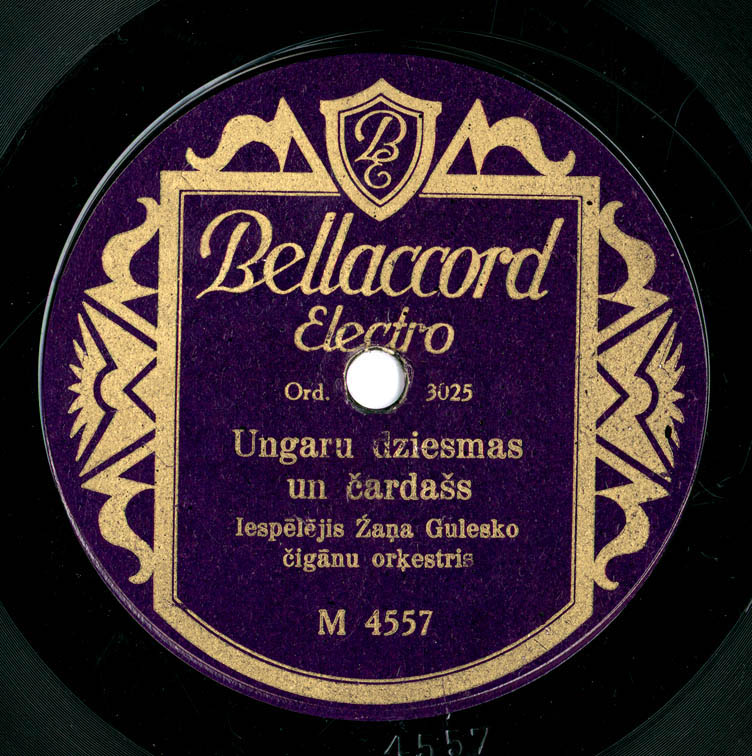 BE
Bellaccord
Electro
Ord. 3025
Ungaru dziesmas
un čardašs
Iespēlējis Žaņa Gulesko
čigānu orķestris
M 4557
4557